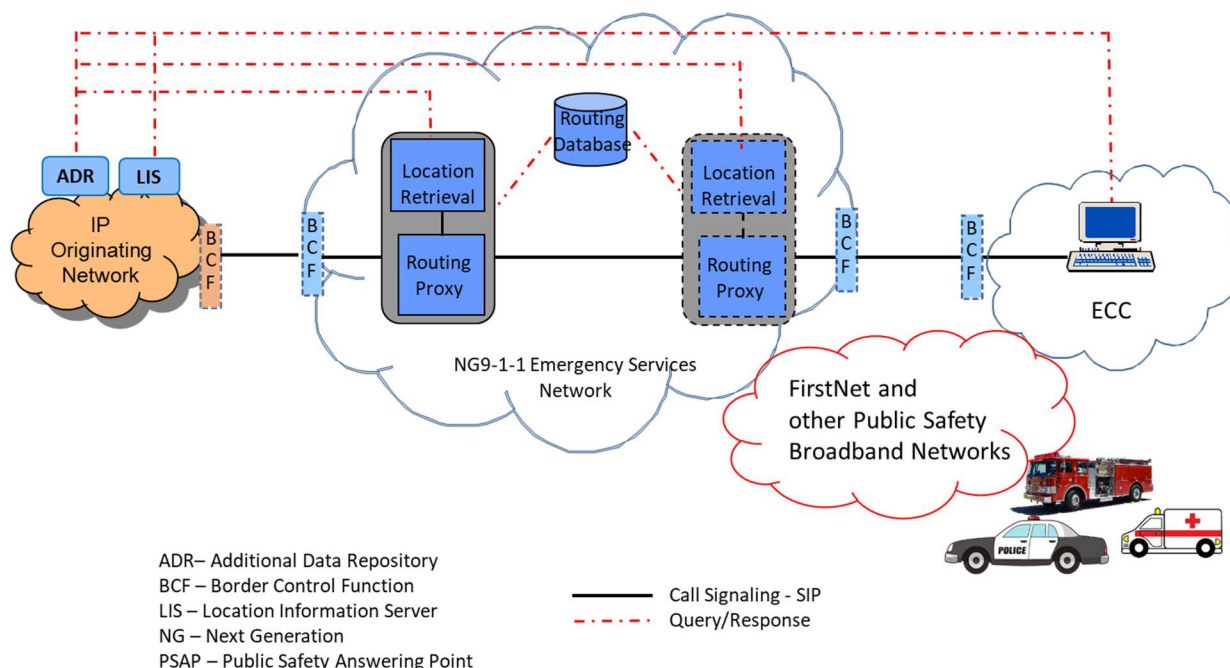 ADR
LIS
IP
Originating
Network
B
C
F
B
C
F
Location
Retrieval
Routing
Proxy
Routing
Database
Location
Retrieval
Routing
Proxy
B
C
F
B
C
F
ECC
NG9-1-1 Emergency Services
Network
FirstNet and
other Public Safety
Broadband Networks
POLICE
ADR– Additional Data Repository
BCF – Border Control Function
LIS – Location Information Server
NG – Next Generation
PSAP – Public Safety Answering Point
Call Signaling - SIP
Query/Response